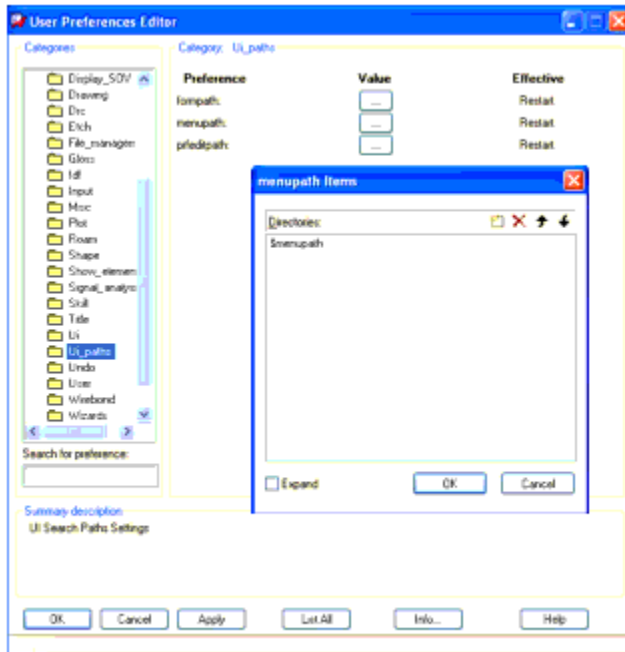 User Preferences Editor
Categories
Display_SOV
Drawing
Drc
Etch
File_manager
Gloss
Idf
Input
Misc
Plot
Roam
Shape
Show_elemen
Signal_analys
Skill
Title
Ui
Ui_paths
Undo
User
Wirebond
Wizards
Search for preference:
Category: Ui_paths
Preference Value Effective
formpath: ... Restart
menupath: ... Restart
prfeditpath: ... Restart
menupath Items
Directories:
$menupath
Expand OK Cancel
Summary description
UI Search Paths Settings
OK Cancel Apply List All Info... Help